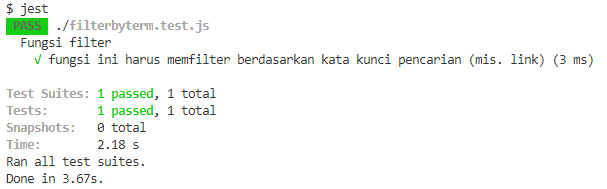 $ jest
PASS ./filterbyterm.test.js
Fungsi filter
√ fungsi ini harus memfilter berdasarkan kata kunci pencarian (mis. link) (3 ms)
Test Suites: 1 passed, 1 total
Tests: 1 passed, 1 total
Snapshots: 0 total
Time: 2.18 s
Ran all test suites.
Done in 3.67s.